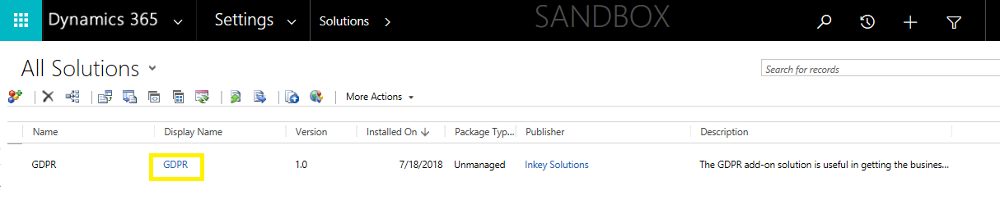 Dynamics 365 Settings Solutions SANDBOX
All Solutions
Search for records
More Actions
Name Display Name Version Installed On Package Typ... Publisher Description
GDPR GDPR 1.0 7/18/2018 Unmanaged Inkey Solutions The GDPR add-on solution is useful in getting the busines...